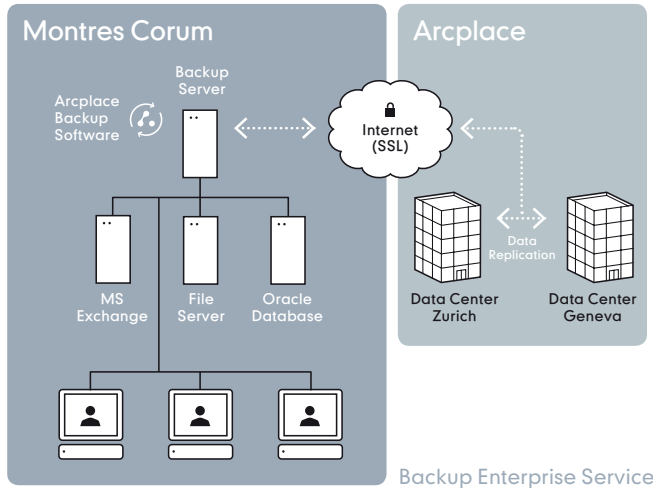 Montres Corum
Arcplace
Backup
Server
Arcplace
Backup
Software
Internet
(SSL)
Data
Replication
MS
Exchange
File
Server
Oracle
Database
Data Center
Zurich
Data Center
Geneva
Backup Enterprise Service